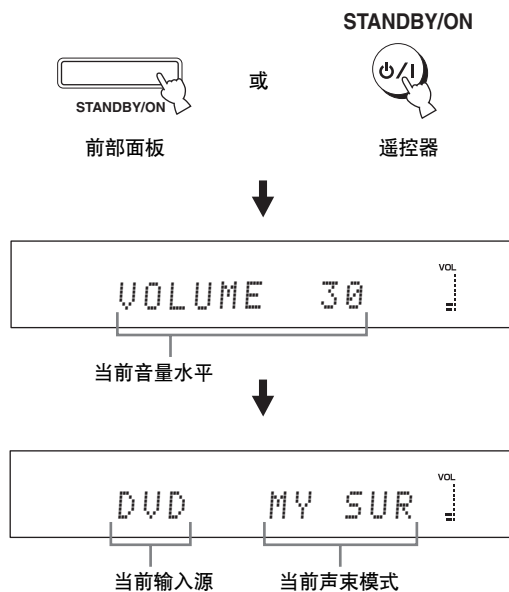 STANDBY/ON
或
STANDBY/ON
前部面板
遥控器
VOL
VOLUME 30
当前音量水平
VOL
DVD MY SUR
当前输入源
当前声束模式